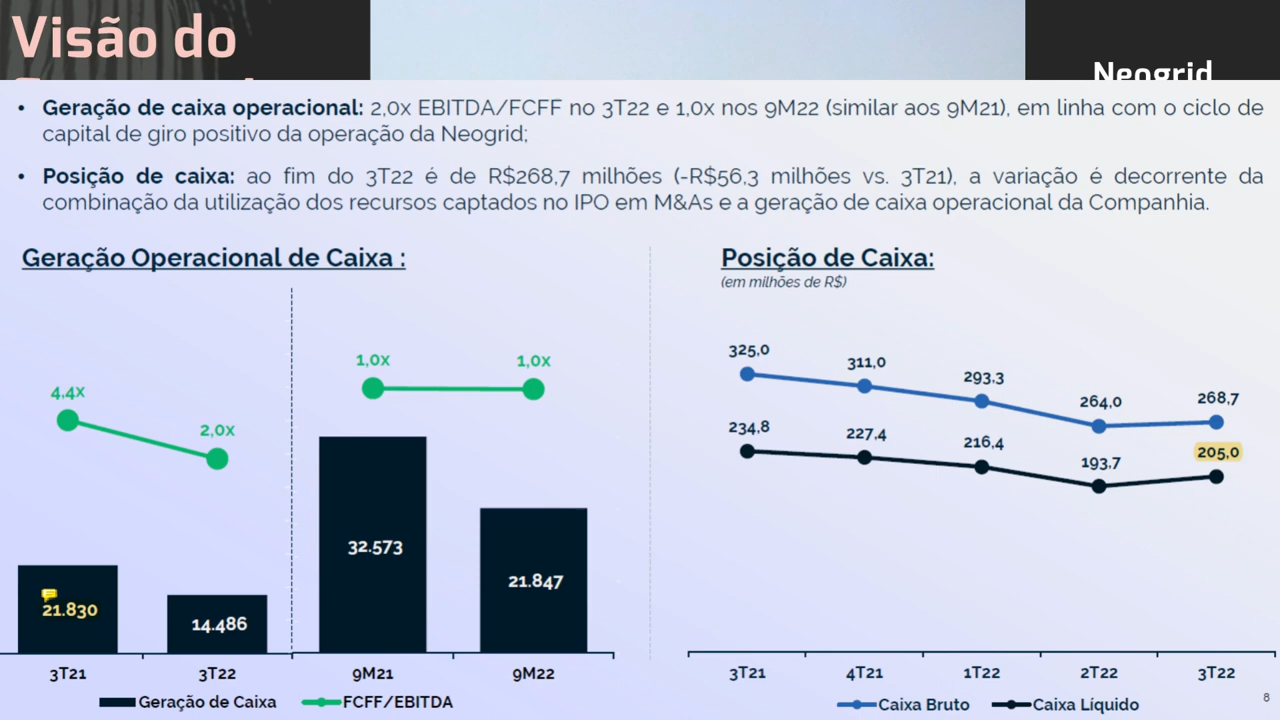 Visão do
Neogrid
• Geração de caixa operacional: 2,0x EBITDA/FCFF no 3T22 e 1,0x nos 9M22 (similar aos 9M21), em linha com o ciclo de
capital de giro positivo da operação da Neogrid;
• Posição de caixa: ao fim do 3T22 é de R$268,7 milhões (-R$56,3 milhões vs. 3T21), a variação é decorrente da
combinação da utilização dos recursos captados no IPO em M&As e a geração de caixa operacional da Companhia.
Geração Operacional de Caixa :
4,4x
2,0x
1,0x
1,0x
21.830
14.486
32.573
21.847
3T21
3T22
9M21
9M22
Geração de Caixa
FCFF/EBITDA
Posição de Caixa:
(em milhões de R$)
325,0
311,0
293,3
264,0
268,7
234,8
227,4
216,4
193,7
205,0
3T21
4T21
1T22
2T22
3T22
Caixa Bruto
Caixa Líquido
8